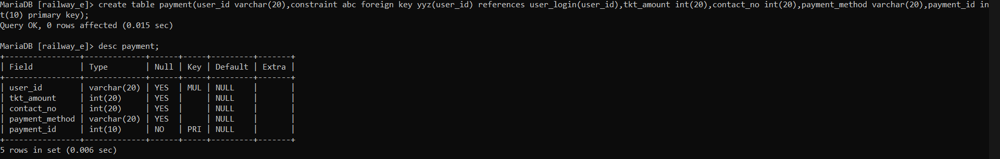 MariaDB [railway_e]> create table payment(user_id varchar(20),constraint abc foreign key yyz(user_id) references user_login(user_id),tkt_amount int(20),contact_no int(20),payment_method varchar(20),payment_id in
t(10) primary key);
Query OK, 0 rows affected (0.015 sec)

MariaDB [railway_e]> desc payment;
+----------------+-------------+------+-----+---------+-------+
| Field          | Type        | Null | Key | Default | Extra |
+----------------+-------------+------+-----+---------+-------+
| user_id        | varchar(20) | YES  | MUL | NULL    |       |
| tkt_amount     | int(20)     | YES  |     | NULL    |       |
| contact_no     | int(20)     | YES  |     | NULL    |       |
| payment_method | varchar(20) | YES  |     | NULL    |       |
| payment_id     | int(10)     | NO   | PRI | NULL    |       |
+----------------+-------------+------+-----+---------+-------+
5 rows in set (0.006 sec)